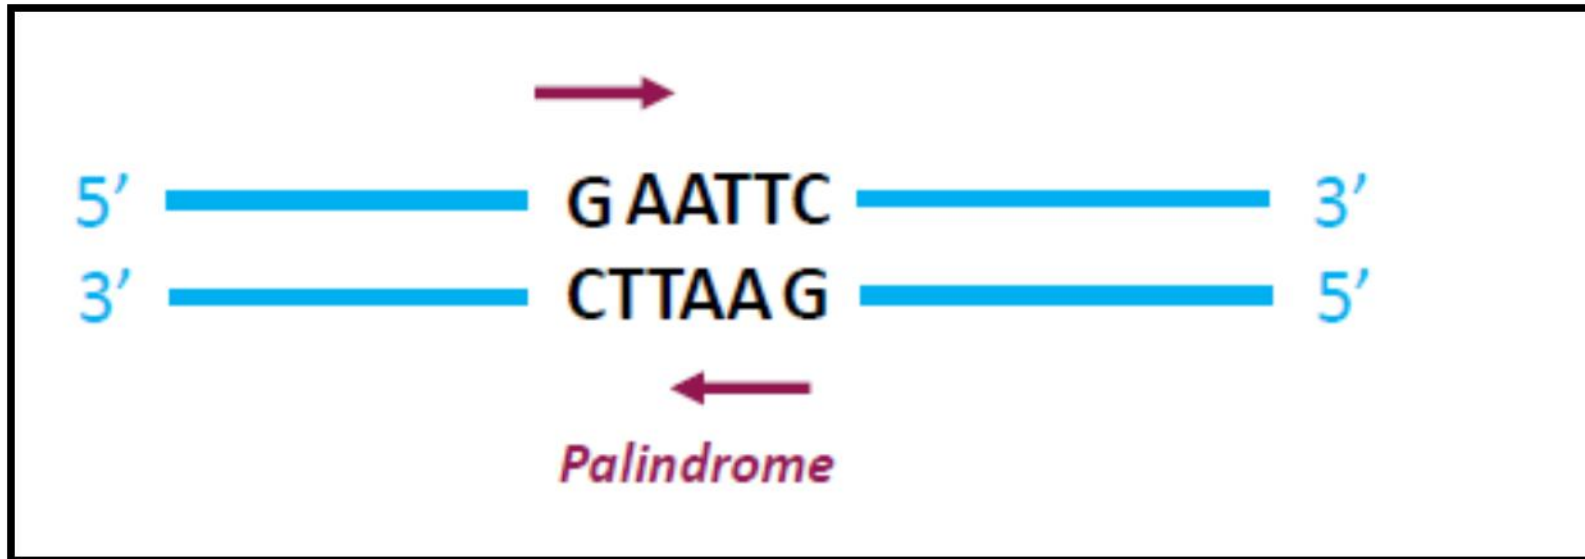 5’ G AATTC 3’
3’ CTTAA G 5’
Palindrome